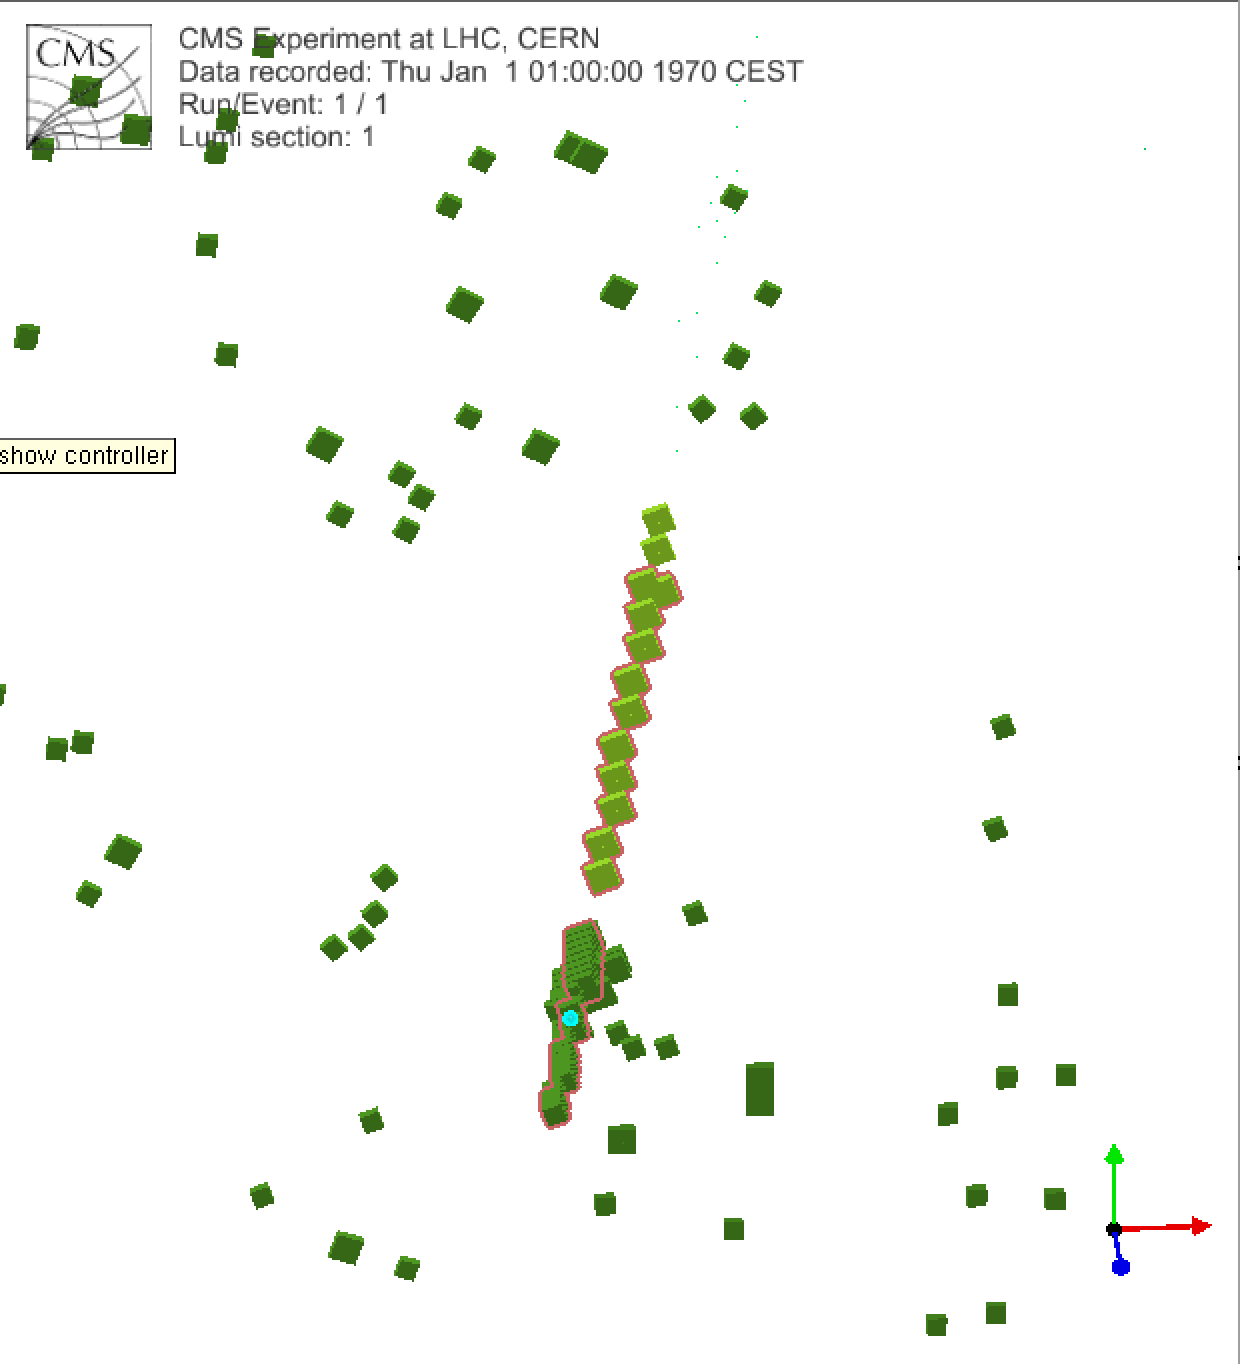 CMS
CMS Experiment at LHC, CERN
Data recorded: Thu Jan  1 01:00:00 1970 CEST
Run/Event: 1 / 1
Lumi section: 1
show controller